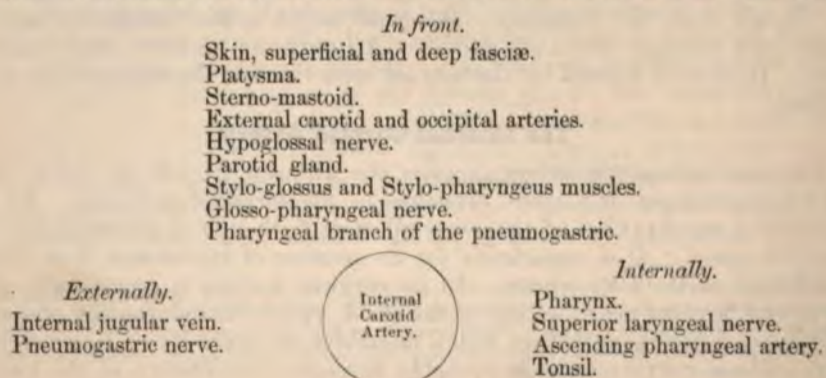 In front.
Skin, superficial and deep fasciæ.
Platysma.
Sterno-mastoid.
External carotid and occipital arteries.
Hypoglossal nerve.
Parotid gland.
Stylo-glossus and Stylo-pharyngeus muscles.
Glosso-pharyngeal nerve.
Pharyngeal branch of the pneumogastric.
Externally.
Internal jugular vein.
Pneumogastric nerve.
Internal
Carotid
Artery.
Internally.
Pharynx.
Superior laryngeal nerve.
Ascending pharyngeal artery.
Tonsil.